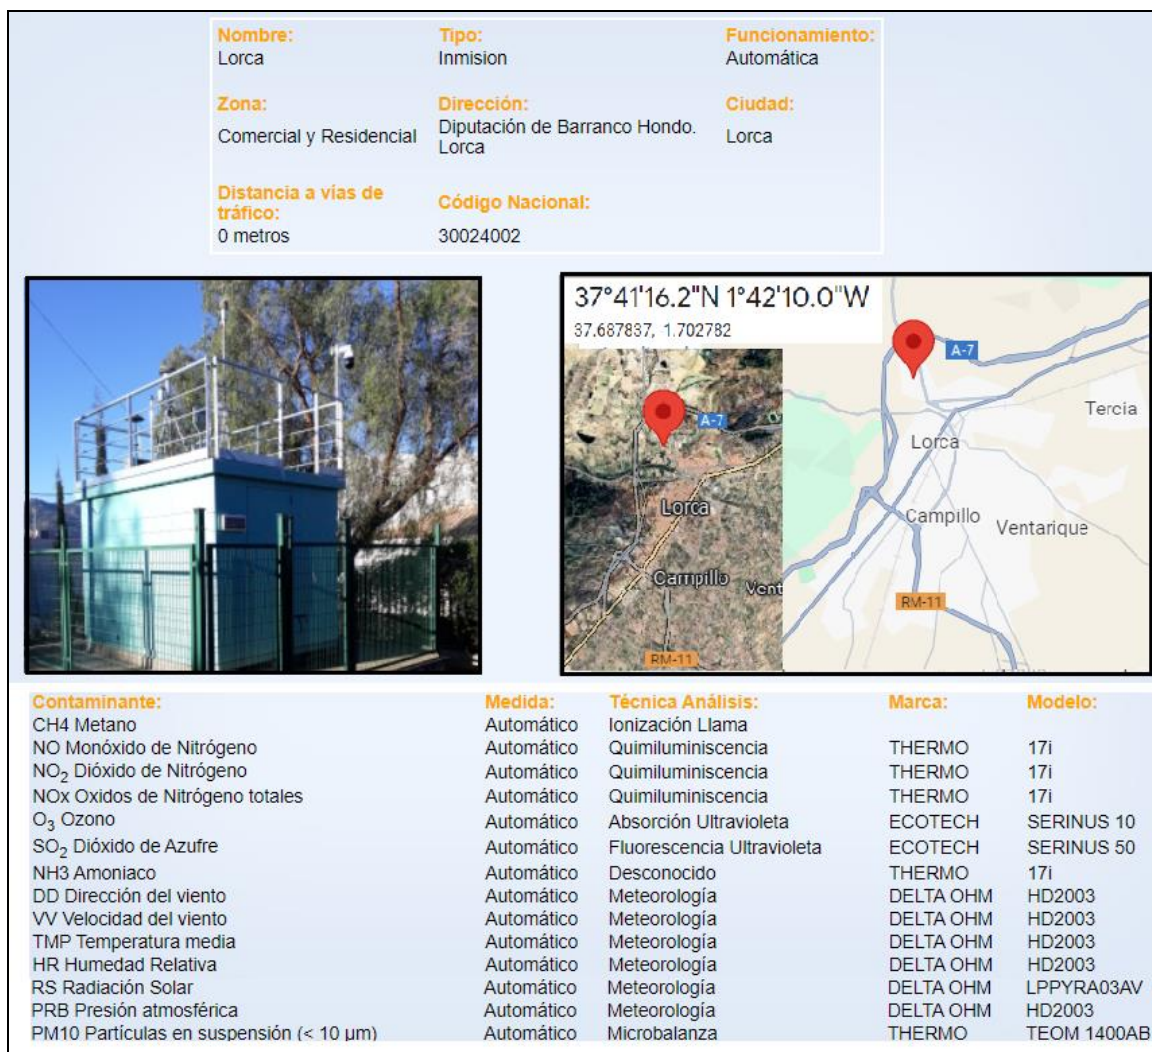 Nombre: Tipo: Funcionamiento:
Lorca Inmision Automática
Zona: Dirección: Ciudad:
Comercial y Residencial Diputación de Barranco Hondo. Lorca Lorca
Distancia a vías de tráfico: Código Nacional:
0 metros 30024002
37°41'16.2"N 1°42'10.0"W
37.687837, 1.702782
A-7
Lorca
Campillo
Vent
RM-11
A-7
Tercia
Lorca
Campillo
Ventarique
RM-11
Contaminante: Medida: Técnica Análisis: Marca: Modelo:
CH4 Metano Automático Ionización Llama
NO Monóxido de Nitrógeno Automático Quimiluminiscencia THERMO 17i
NO2 Dióxido de Nitrógeno Automático Quimiluminiscencia THERMO 17i
NOx Oxidos de Nitrógeno totales Automático Quimiluminiscencia THERMO 17i
O3 Ozono Automático Absorción Ultravioleta ECOTECH SERINUS 10
SO2 Dióxido de Azufre Automático Fluorescencia Ultravioleta ECOTECH SERINUS 50
NH3 Amoniaco Automático Desconocido THERMO 17i
DD Dirección del viento Automático Meteorología DELTA OHM HD2003
VV Velocidad del viento Automático Meteorología DELTA OHM HD2003
TMP Temperatura media Automático Meteorología DELTA OHM HD2003
HR Humedad Relativa Automático Meteorología DELTA OHM HD2003
RS Radiación Solar Automático Meteorología DELTA OHM LPPYRA03AV
PRB Presión atmosférica Automático Meteorología DELTA OHM HD2003
PM10 Partículas en suspensión (< 10 µm) Automático Microbalanza THERMO TEOM 1400AB